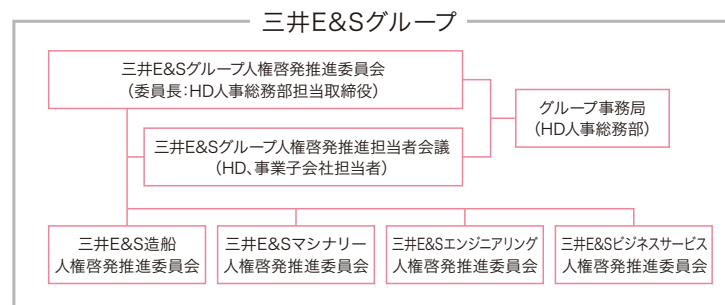 三井E&Sグループ
三井E&Sグループ人権啓発推進委員会
(委員長:HD人事総務部担当取締役)
グループ事務局
(HD人事総務部)
三井E&Sグループ人権啓発推進担当者会議
(HD、事業子会社担当者)
三井E&S造船
人権啓発推進委員会
三井E&Sマシナリー
人権啓発推進委員会
三井E&Sエンジニアリング
人権啓発推進委員会
三井E&Sビジネスサービス
人権啓発推進委員会